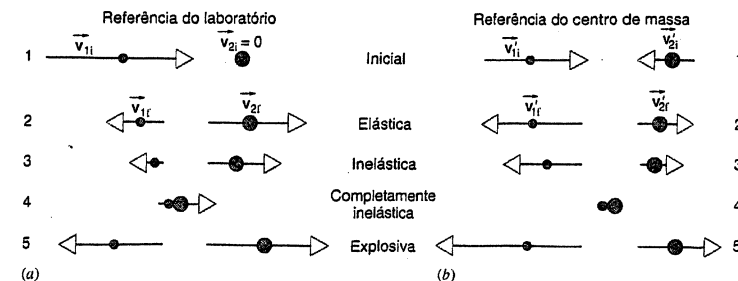 Referência do laboratório
Referência do centro de massa
1 v1i v2i = 0 Inicial v'1i v'2i 1
2 v1f v2f Elástica v'1f v'2f 2
3 Inelástica 3
4 Completamente inelástica 4
5 Explosiva 5
(a) (b)